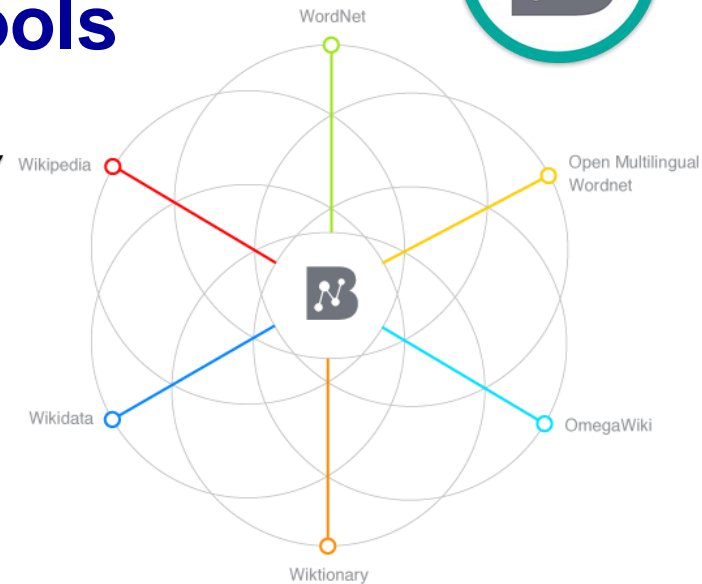 ools
WordNet
Wikipedia
Open Multilingual
Wordnet
Wikidata
OmegaWiki
Wiktionary